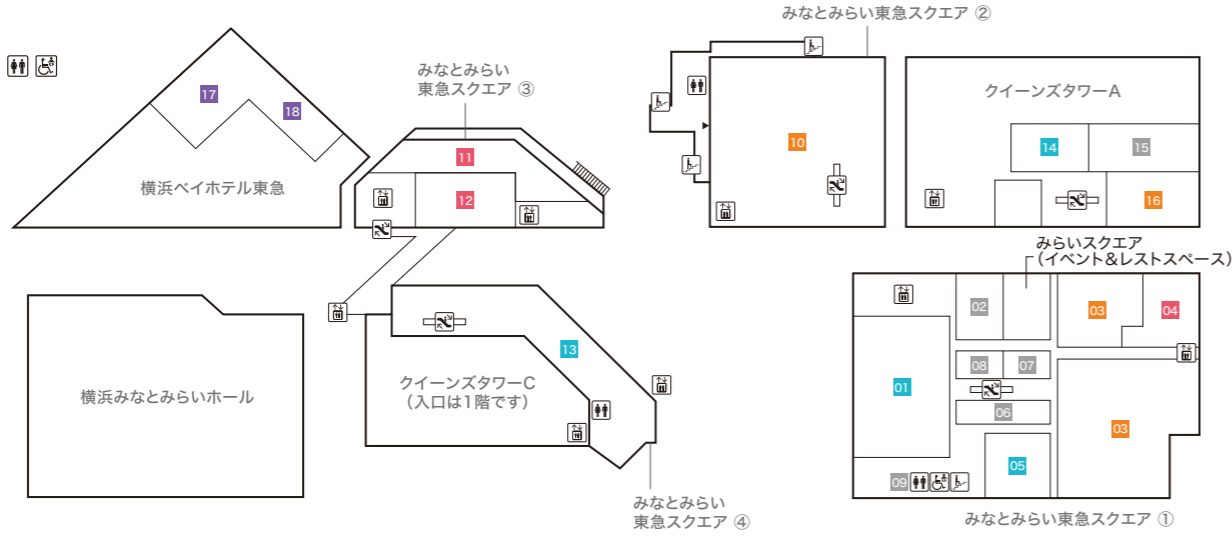 みなとみらい東急スクエア ②
みなとみらい
東急スクエア ③
クイーンズタワーA
17
18
11
12
10
14
15
16
横浜ベイホテル東急
みらいスクエア
(イベント&レストスペース)
02
03
04
13
01
08
07
06
03
05
09
横浜みなとみらいホール
クイーンズタワーC
(入口は1階です)
みなとみらい
東急スクエア ④
みなとみらい東急スクエア ①